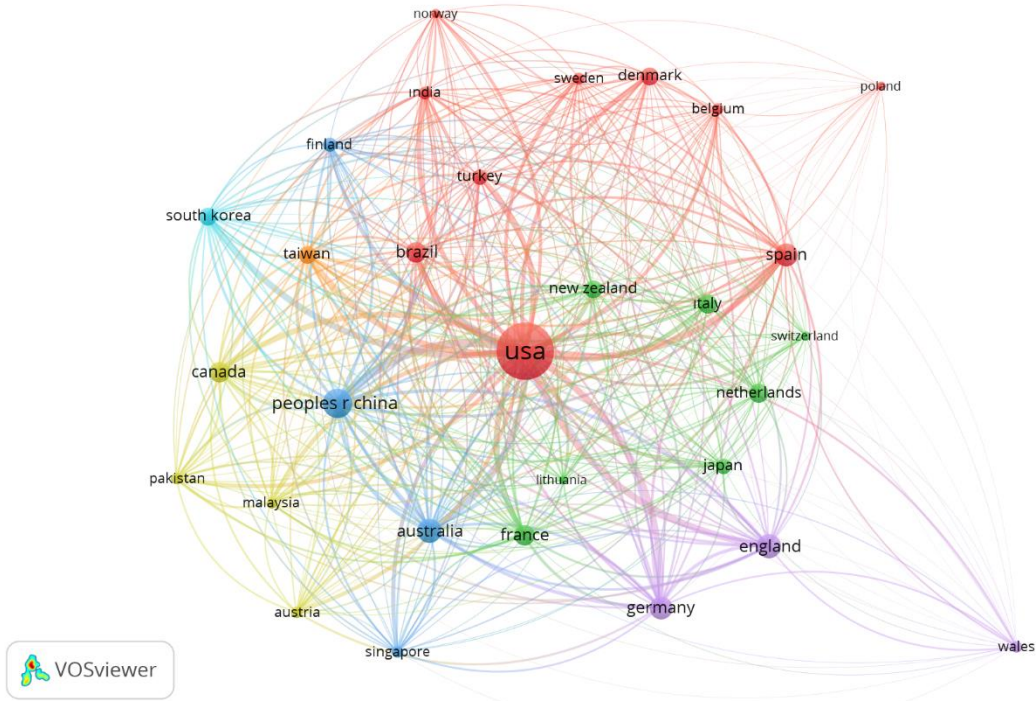 norway
sweden
denmark
poland
india
belgium
finland
turkey
south korea
taiwan
brazil
spain
new zealand
italy
switzerland
usa
canada
peoples r china
netherlands
japan
pakistan
lithuania
malaysia
australia
france
england
germany
austria
singapore
wales
VOSviewer